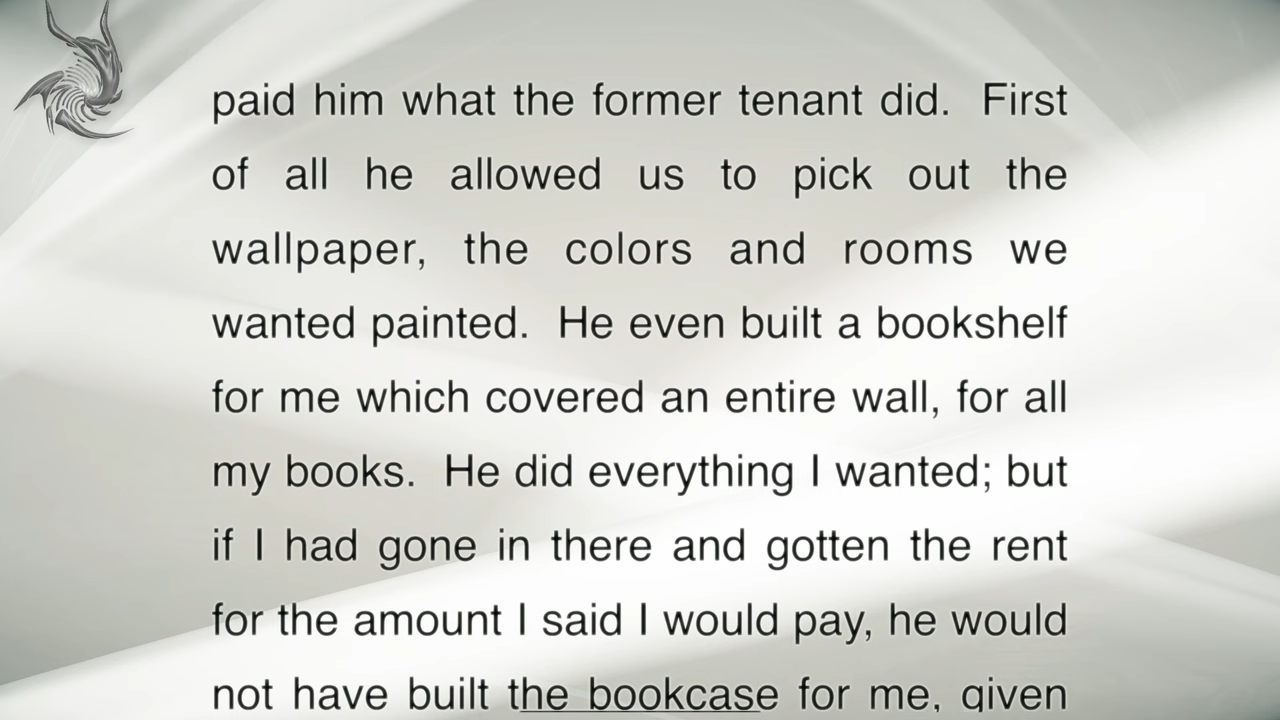 paid him what the former tenant did.  First
of all he allowed us to pick out the
wallpaper, the colors and rooms we
wanted painted.  He even built a bookshelf
for me which covered an entire wall, for all
my books.  He did everything I wanted; but
if I had gone in there and gotten the rent
for the amount I said I would pay, he would
not have built the bookcase for me, given